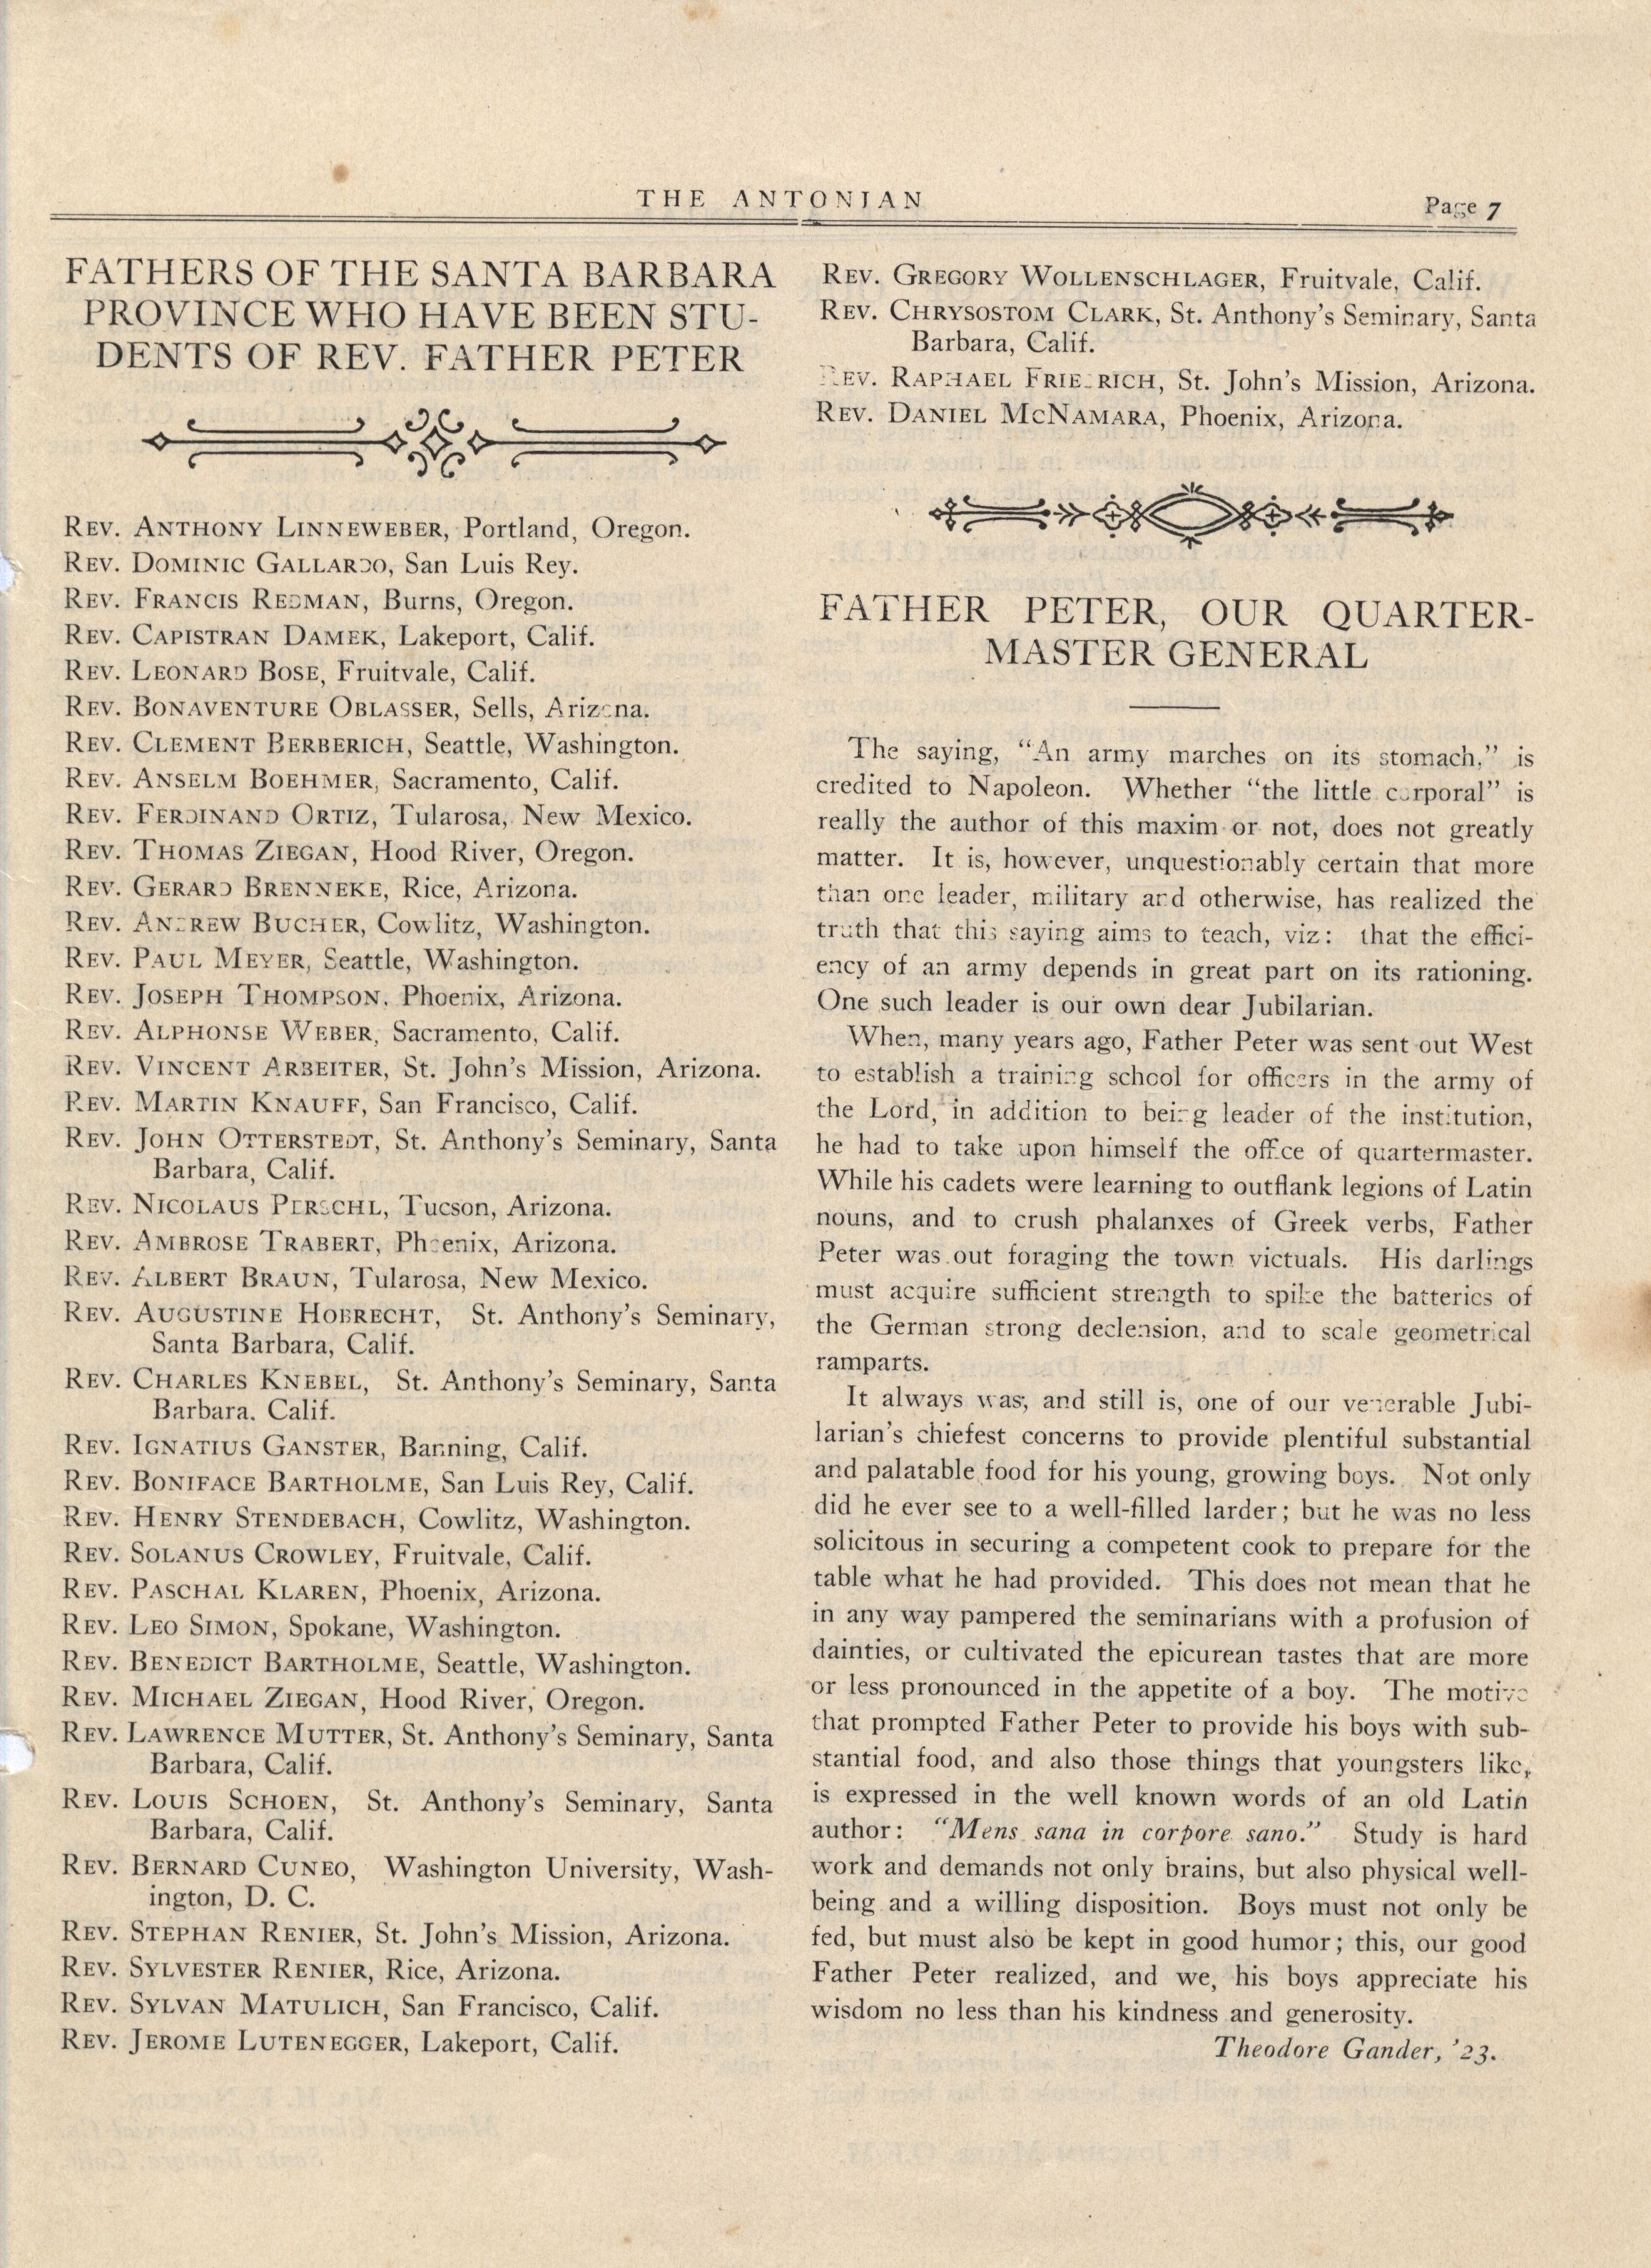 THE ANTONIAN
Page 7
FATHERS OF THE SANTA BARBARA
PROVINCE WHO HAVE BEEN STU-
DENTS OF REV. FATHER PETER
REV. ANTHONY LINNEWEBER, Portland, Oregon.
REV. DOMINIC GALLARDO, San Luis Rey.
REV. FRANCIS REDMAN, Burns, Oregon.
REV. CAPISTRAN DAMEK, Lakeport, Calif.
REV. LEONARD BOSE, Fruitvale, Calif.
REV. BONAVENTURE OBLASSER, Sells, Arizona.
REV. CLEMENT BERBERICH, Seattle, Washington.
REV. ANSELM BOEHMER, Sacramento, Calif.
REV. FERDINAND ORTIZ, Tularosa, New Mexico.
REV. THOMAS ZIEGAN, Hood River, Oregon.
REV. GERARD BRENNEKE, Rice, Arizona.
REV. ANDREW BUCHER, Cowlitz, Washington.
REV. PAUL MEYER, Seattle, Washington.
REV. JOSEPH THOMPSON, Phoenix, Arizona.
REV. ALPHONSE WEBER, Sacramento, Calif.
REV. VINCENT ARBEITER, St. John's Mission, Arizona.
REV. MARTIN KNAUFF, San Francisco, Calif.
REV. JOHN OTTERSTEDT, St. Anthony's Seminary, Santa
Barbara, Calif.
REV. NICOLAUS PERSCHL, Tucson, Arizona.
REV. AMBROSE TRABERT, Phoenix, Arizona.
REV. ALBERT BRAUN, Tularosa, New Mexico.
REV. AUGUSTINE HOBRECHT, St. Anthony's Seminary,
Santa Barbara, Calif.
REV. CHARLES KNEBEL, St. Anthony's Seminary, Santa
Barbara. Calif.
REV. IGNATIUS GANSTER, Banning, Calif.
REV. BONIFACE BARTHOLME, San Luis Rey, Calif.
REV. HENRY STENDEBACH, Cowlitz, Washington.
REV. SOLANUS CROWLEY, Fruitvale, Calif.
REV. PASCHAL KLAREN, Phoenix, Arizona.
REV. LEO SIMON, Spokane, Washington.
REV. BENEDICT BARTHOLME, Seattle, Washington.
REV. MICHAEL ZIEGAN, Hood River, Oregon.
REV. LAWRENCE MUTTER, St. Anthony's Seminary, Santa
Barbara, Calif.
REV. LOUIS SCHOEN, St. Anthony's Seminary, Santa
Barbara, Calif.
REV. BERNARD CUNEO, Washington University, Wash-
ington, D. C.
REV. STEPHAN RENIER, St. John's Mission, Arizona.
REV. SYLVESTER RENIER, Rice, Arizona.
REV. SYLVAN MATULICH, San Francisco, Calif.
REV. JEROME LUTENEGGER, Lakeport, Calif.
REV. GREGORY WOLLENSCHLAGER, Fruitvale, Calif.
REV. CHRYSOSTOM CLARK, St. Anthony's Seminary, Santa
Barbara, Calif.
REV. RAPHAEL FRIEDRICH, St. John's Mission, Arizona.
REV. DANIEL MCNAMARA, Phoenix, Arizona.
FATHER PETER, OUR QUARTER-
MASTER GENERAL
The saying, "An army marches on its stomach," is
credited to Napoleon. Whether "the little corporal" is
really the author of this maxim or not, does not greatly
matter. It is, however, unquestionably certain that more
than one leader, military and otherwise, has realized the
truth that this saying aims to teach, viz: that the effici-
ency of an army depends in great part on its rationing.
One such leader is our own dear Jubilarian.
When, many years ago, Father Peter was sent out West
to establish a training school for officers in the army of
the Lord, in addition to being leader of the institution,
he had to take upon himself the office of quartermaster.
While his cadets were learning to outflank legions of Latin
nouns, and to crush phalanxes of Greek verbs, Father
Peter was out foraging the town victuals. His darlings
must acquire sufficient strength to spike the batteries of
the German strong declension, and to scale geometrical
ramparts.
It always was, and still is, one of our venerable Jubi-
larian's chiefest concerns to provide plentiful substantial
and palatable food for his young, growing boys. Not only
did he ever see to a well-filled larder; but he was no less
solicitous in securing a competent cook to prepare for the
table what he had provided. This does not mean that he
in any way pampered the seminarians with a profusion of
dainties, or cultivated the epicurean tastes that are more
or less pronounced in the appetite of a boy. The motive
that prompted Father Peter to provide his boys with sub-
stantial food, and also those things that youngsters like,
is expressed in the well known words of an old Latin
author: "Mens sana in corpore sano." Study is hard
work and demands not only brains, but also physical well-
being and a willing disposition. Boys must not only be
fed, but must also be kept in good humor; this, our good
Father Peter realized, and we, his boys appreciate his
wisdom no less than his kindness and generosity.
Theodore Gander, '23.